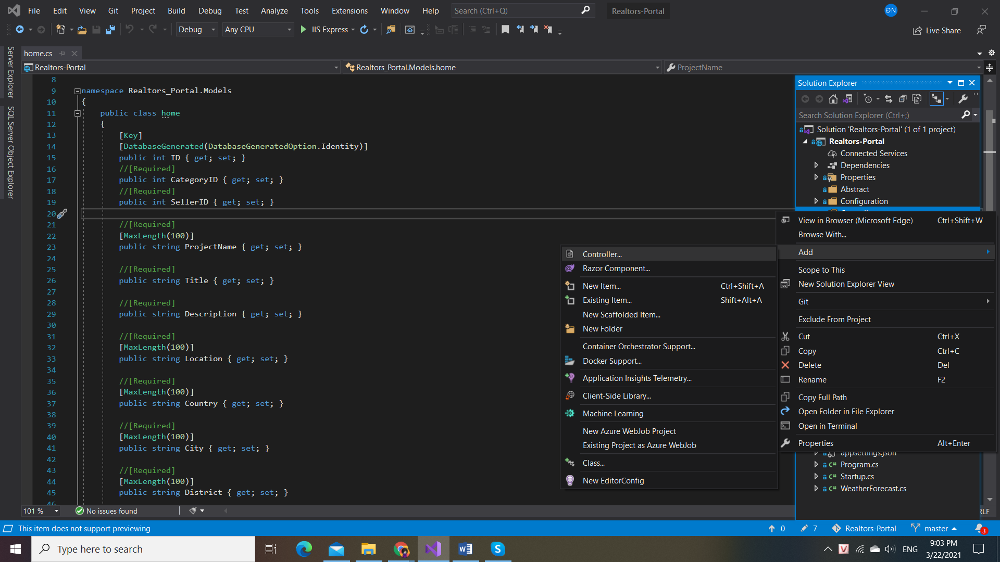 File Edit View Git Project Build Debug Test Analyze Tools Extensions Window Help Search (Ctrl+Q) Realtors-Portal ĐN
Debug Any CPU IIS Express Live Share
Server Explorer
SQL Server Object Explorer
home.cs
Realtors-Portal Realtors_Portal.Models.home ProjectName
8
9 namespace Realtors_Portal.Models
10 {
11 public class home
12 {
13 [Key]
14 [DatabaseGenerated(DatabaseGeneratedOption.Identity)]
15 public int ID { get; set; }
16 //[Required]
17 public int CategoryID { get; set; }
18 //[Required]
19 public int SellerID { get; set; }
20
21 //[Required]
22 [MaxLength(100)]
23 public string ProjectName { get; set; }
24
25 //[Required]
26 public string Title { get; set; }
27
28 //[Required]
29 public string Description { get; set; }
30
31 //[Required]
32 [MaxLength(100)]
33 public string Location { get; set; }
34
35 //[Required]
36 [MaxLength(100)]
37 public string Country { get; set; }
38
39 //[Required]
40 [MaxLength(100)]
41 public string City { get; set; }
42
43 //[Required]
44 [MaxLength(100)]
45 public string District { get; set; }
46
Solution Explorer
Search Solution Explorer (Ctrl+;)
Solution 'Realtors-Portal' (1 of 1 project)
Realtors-Portal
Connected Services
Dependencies
Properties
Abstract
Configuration
View in Browser (Microsoft Edge) Ctrl+Shift+W
Browse With...
Add
Scope to This
New Solution Explorer View
Git
Exclude From Project
Cut Ctrl+X
Copy Ctrl+C
Delete Del
Rename F2
Copy Full Path
Open Folder in File Explorer
Open in Terminal
Properties Alt+Enter
Controller...
Razor Component...
New Item... Ctrl+Shift+A
Existing Item... Shift+Alt+A
New Scaffolded Item...
New Folder
Container Orchestrator Support...
Docker Support...
Application Insights Telemetry...
Client-Side Library...
Machine Learning
New Azure WebJob Project
Existing Project as Azure WebJob
Class...
New EditorConfig
appsettings.json
C# Program.cs
C# Startup.cs
C# WeatherForecast.cs
101 % No issues found RLF
This item does not support previewing 0 7 Realtors-Portal master 3
Type here to search ENG 9:03 PM
3/22/2021